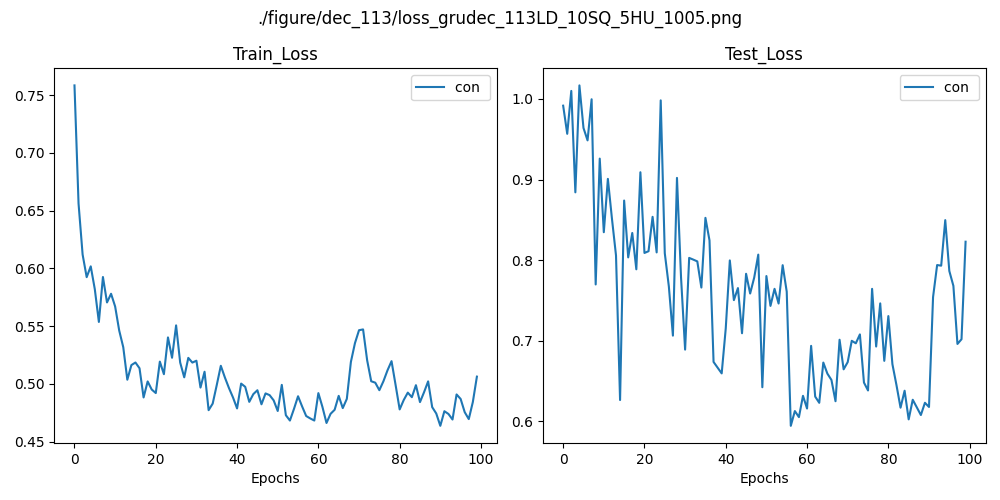 ./figure/dec_113/loss_grudec_113LD_10SQ_5HU_1005.png
Train_Loss
con
0.75
0.70
0.65
0.60
0.55
0.50
0.45
0 20 40 60 80 100
Epochs
Test_Loss
con
1.0
0.9
0.8
0.7
0.6
0 20 40 60 80 100
Epochs